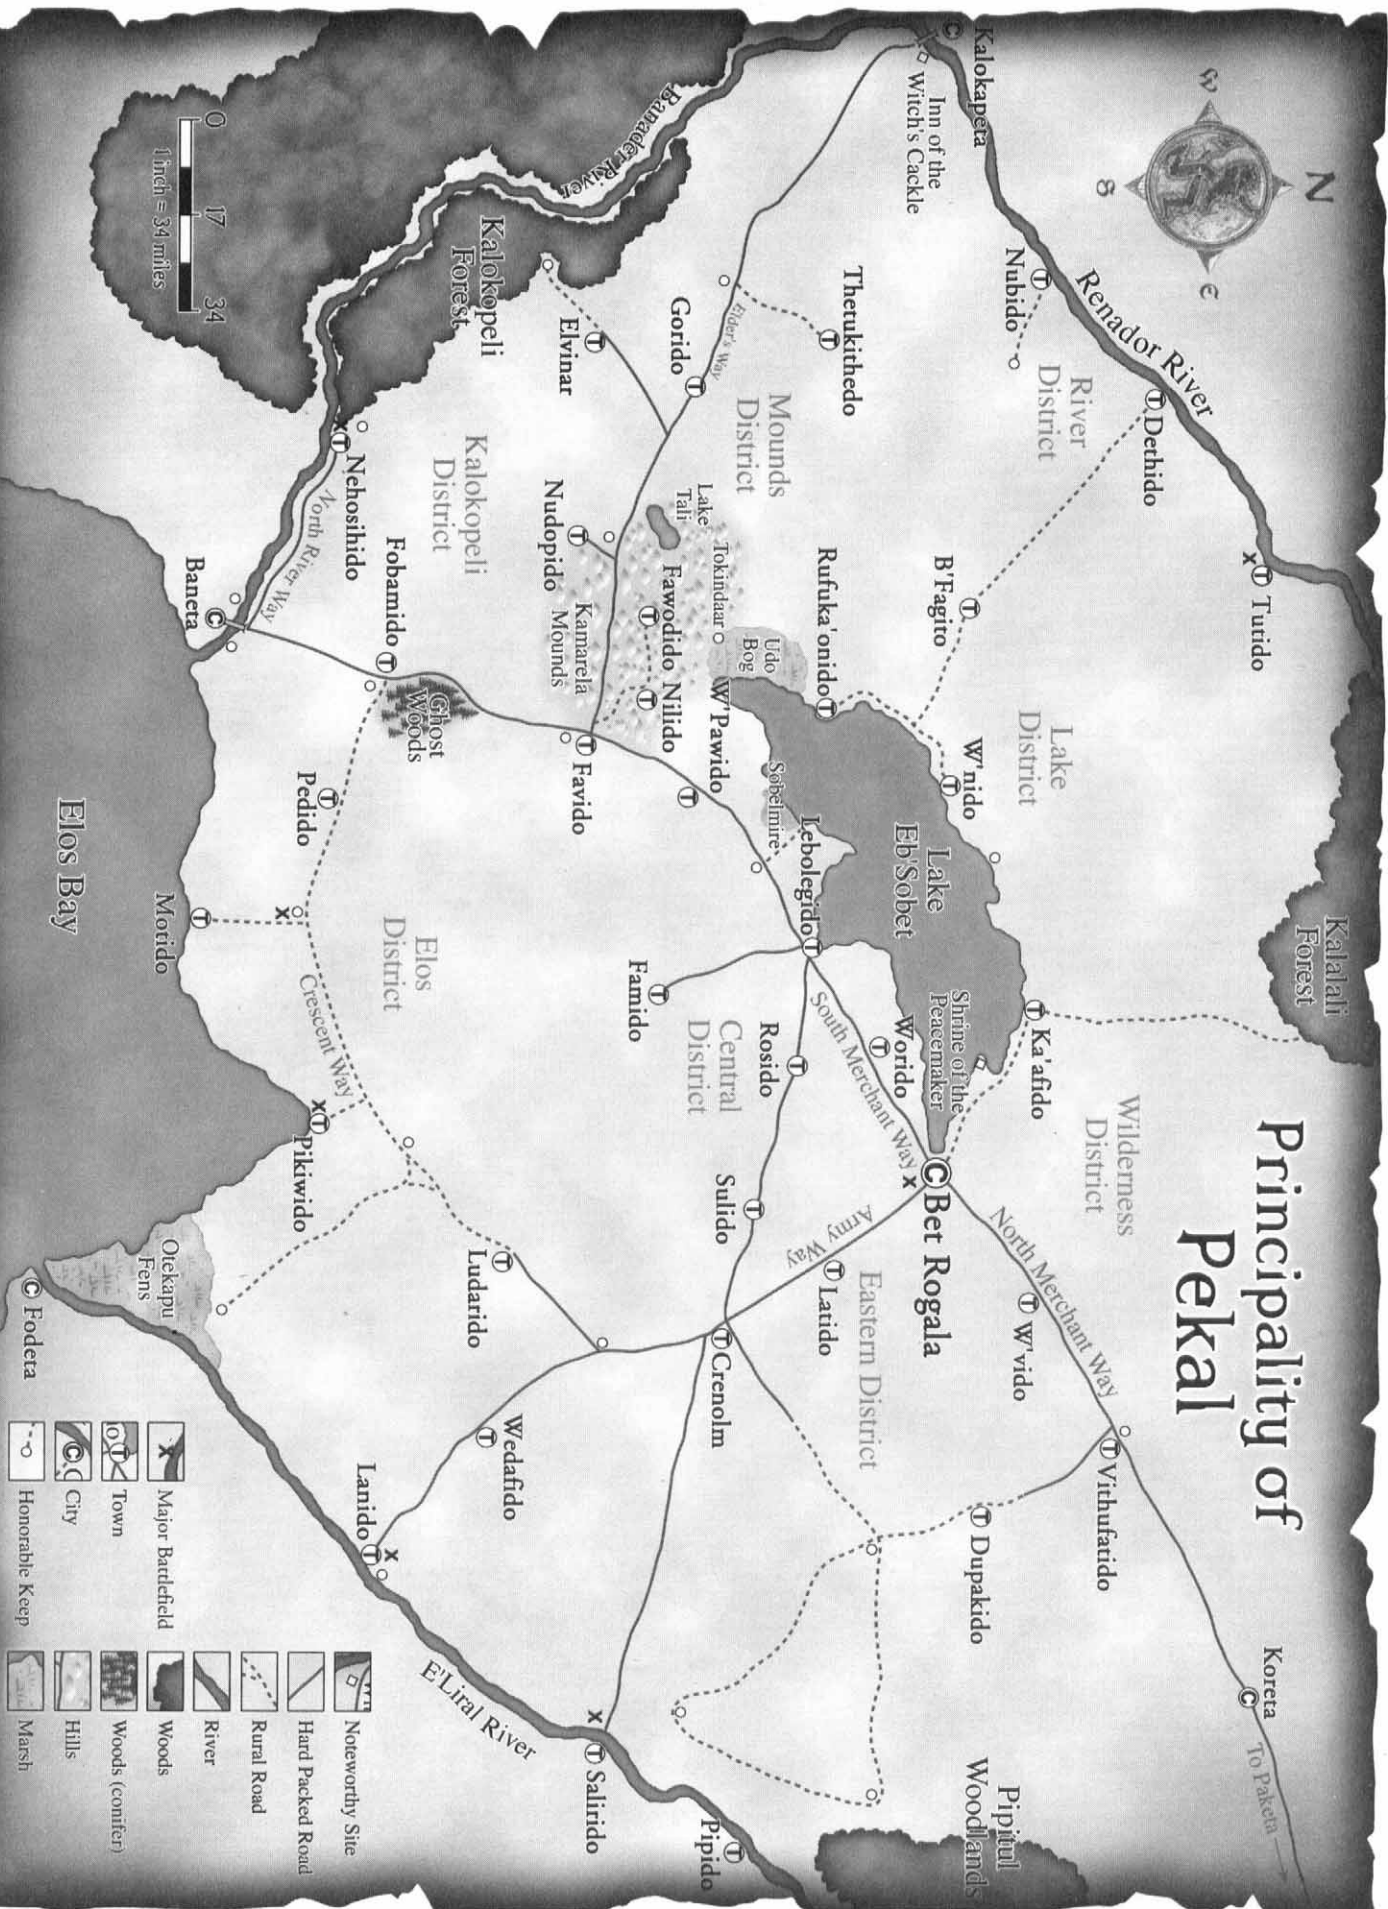 Principality of
Pekal
N
W
E
S
Kalokapeta
Inn of the
Witch's Cackle
Nubido
Renador River
River
District
Dethido
Tutido
Kalalali
Forest
Thetukithedo
Elder's Way
Gorido
Mounds
District
B'Fagito
Rufuka'onido
Lake
District
W'nido
Lake
Eb'Sobet
Ka'afido
Wilderness
District
Shrine of the
Peacemaker
Worido
Bet Rogala
North Merchant Way
W'vido
Vithufatido
Koreta
To Paketa
Banader River
Kalokopeli
Forest
Elvinar
Lake
Tali
Tokindaar
Udo
Bog
Fawodido
Nilido
Kamarela
Mounds
Nudopido
W'Pawido
Sobelmire
Lebolegido
South Merchant Way
Army Way
Latido
Eastern District
Dupakido
Pipitul
Woodlands
Kalokopeli
District
Favido
Famido
Central
District
Rosido
Sulido
Crenolm
Nehosihido
North River Way
Fobamido
Ghost
Woods
Baneta
Pedido
Elos
District
Crescent Way
Morido
Pikiwido
Ludarido
Wedafido
Lanido
E'Liral River
Salirido
Pipido
Elos Bay
Otekapu
Fens
Fodeta
0 17 34
1 inch = 34 miles
Major Battlefield
Town
City
Honorable Keep
Noteworthy Site
Hard Packed Road
Rural Road
River
Woods
Woods (conifer)
Hills
Marsh